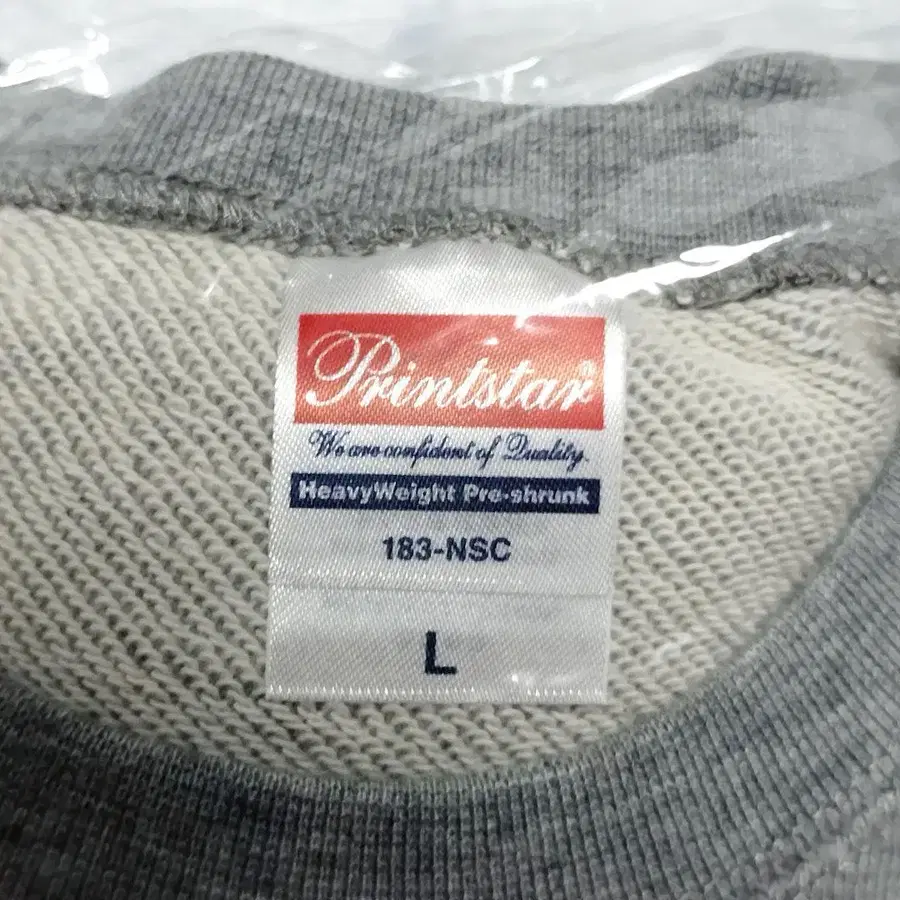 Printstar®
We are confident of Quality.
HeavyWeight Pre-shrunk
183-NSC
L